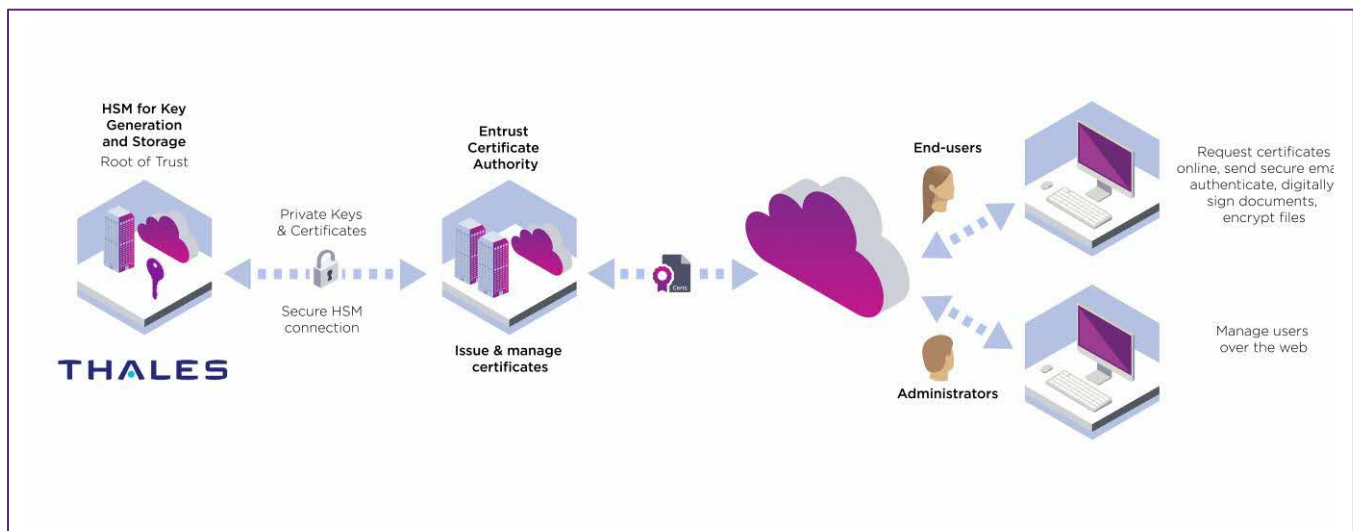 HSM for Key
Generation
and Storage
Root of Trust
THALES
Private Keys
& Certificates
Secure HSM
connection
Entrust
Certificate
Authority
Issue & manage
certificates
Certs
End-users
Request certificates
online, send secure
authenticate, digitally
sign documents,
encrypt files
Administrators
Manage users
over the web